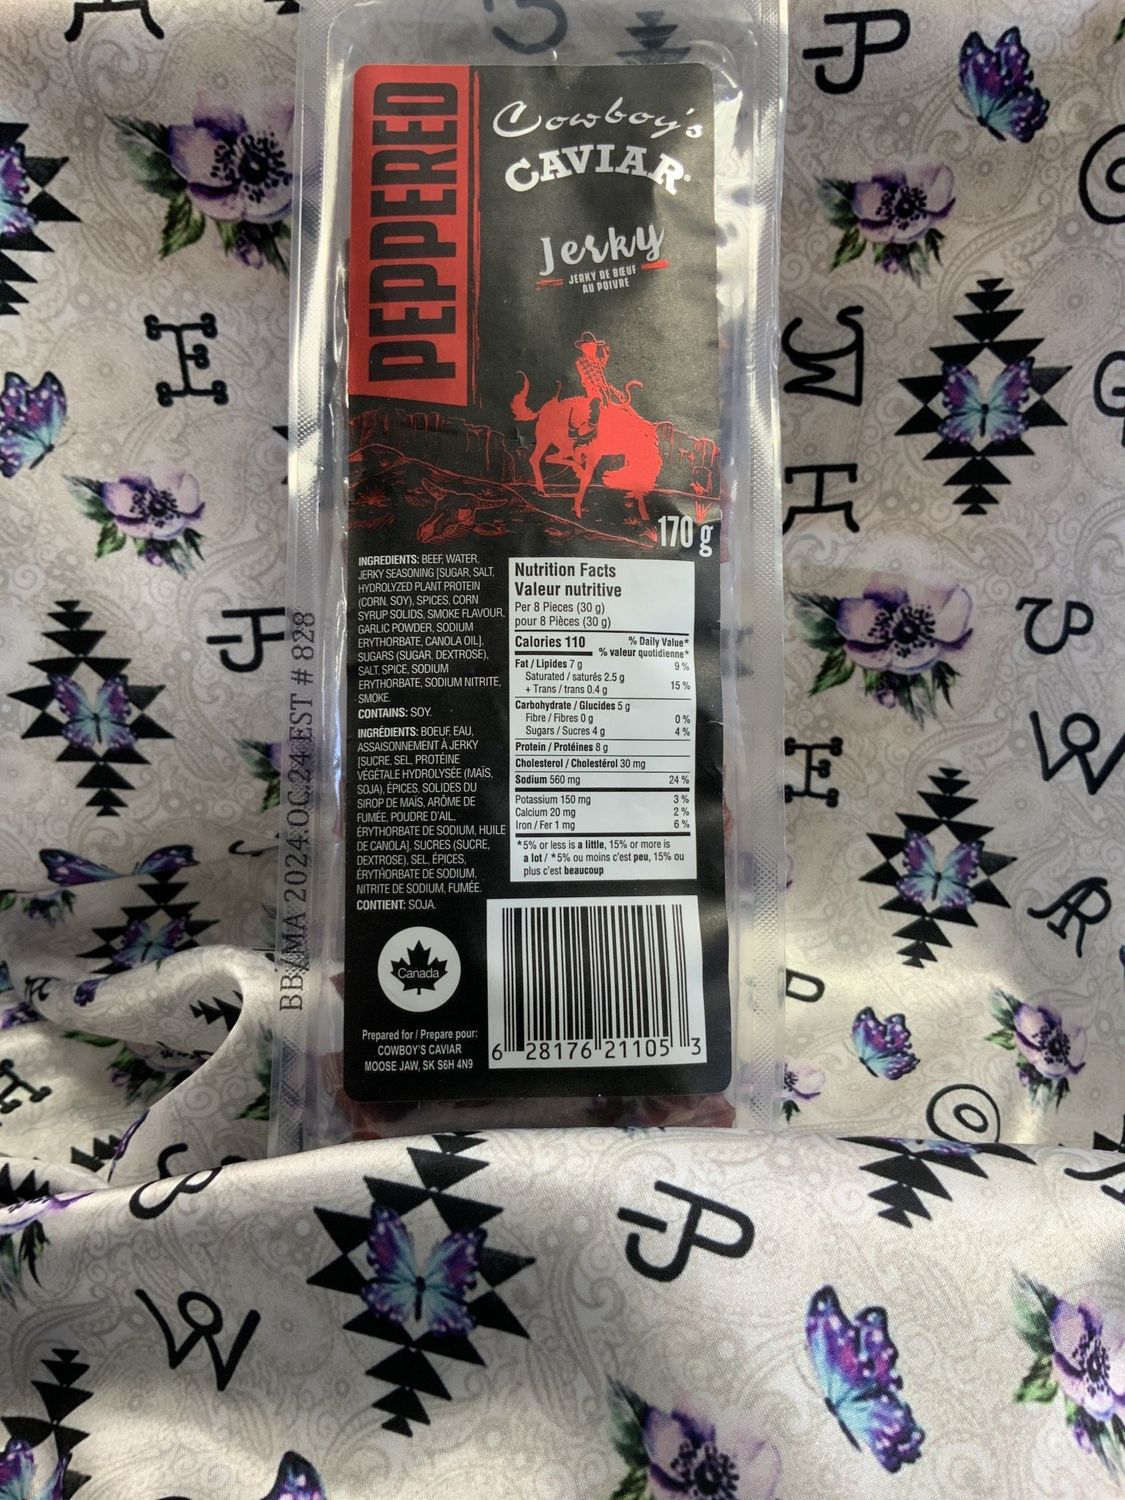 PEPPERED
Cowboy's
CAVIAR
Jerky
JERKY DE BŒUF
AU POIVRE
170 g
INGREDIENTS: BEEF, WATER,
JERKY SEASONING [SUGAR, SALT,
HYDROLYZED PLANT PROTEIN
(CORN, SOY), SPICES, CORN
SYRUP SOLIDS, SMOKE FLAVOUR,
GARLIC POWDER, SODIUM
ERYTHORBATE, CANOLA OIL],
SUGARS (SUGAR, DEXTROSE),
SALT, SPICE, SODIUM
ERYTHORBATE, SODIUM NITRITE,
SMOKE.
CONTAINS: SOY.
INGRÉDIENTS: BOEUF, EAU,
ASSAISONNEMENT À JERKY
[SUCRE, SEL, PROTÉINE
VÉGÉTALE HYDROLYSÉE (MAÏS,
SOJA), ÉPICES, SOLIDES DU
SIROP DE MAÏS, ARÔME DE
FUMÉE, POUDRE D'AIL,
ÉRYTHORBATE DE SODIUM, HUILE
DE CANOLA], SUCRES (SUCRE,
DEXTROSE), SEL, ÉPICES,
ÉRYTHORBATE DE SODIUM,
NITRITE DE SODIUM, FUMÉE.
CONTIENT: SOJA.
Nutrition Facts
Valeur nutritive
Per 8 Pieces (30 g)
pour 8 Pièces (30 g)
Calories 110 % Daily Value*
% valeur quotidienne*
Fat / Lipides 7 g 9 %
Saturated / saturés 2.5 g
+ Trans / trans 0.4 g 15 %
Carbohydrate / Glucides 5 g
Fibre / Fibres 0 g 0 %
Sugars / Sucres 4 g 4 %
Protein / Protéines 8 g
Cholesterol / Cholestérol 30 mg
Sodium 560 mg 24 %
Potassium 150 mg 3 %
Calcium 20 mg 2 %
Iron / Fer 1 mg 6 %
*5% or less is a little, 15% or more is
a lot / *5% ou moins c'est peu, 15% ou
plus c'est beaucoup
Canada
Prepared for / Prepare pour:
COWBOY'S CAVIAR
MOOSE JAW, SK S6H 4N9
6 28176 21105 3
BB/MA 2024.OC.24 EST # 828